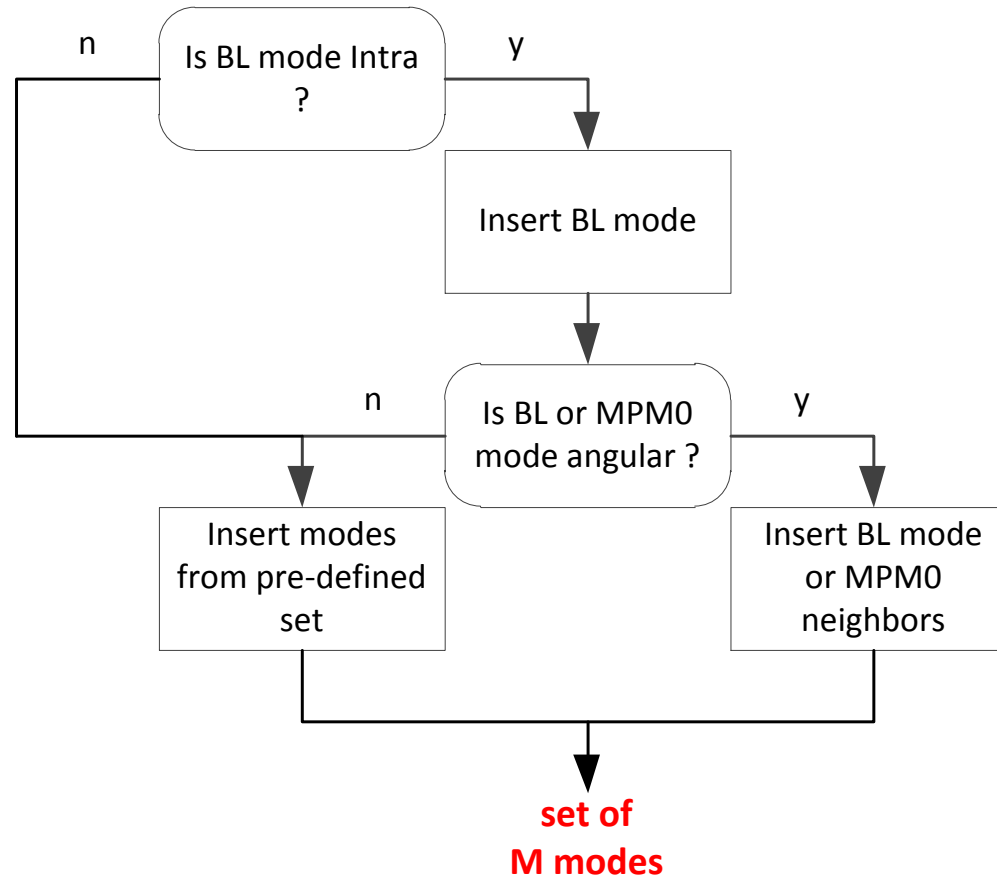 n
Is BL mode Intra
?
y
Insert BL mode
n
Is BL or MPM0
mode angular ?
y
Insert modes
from pre-defined
set
Insert BL mode
or MPM0
neighbors
set of
M modes